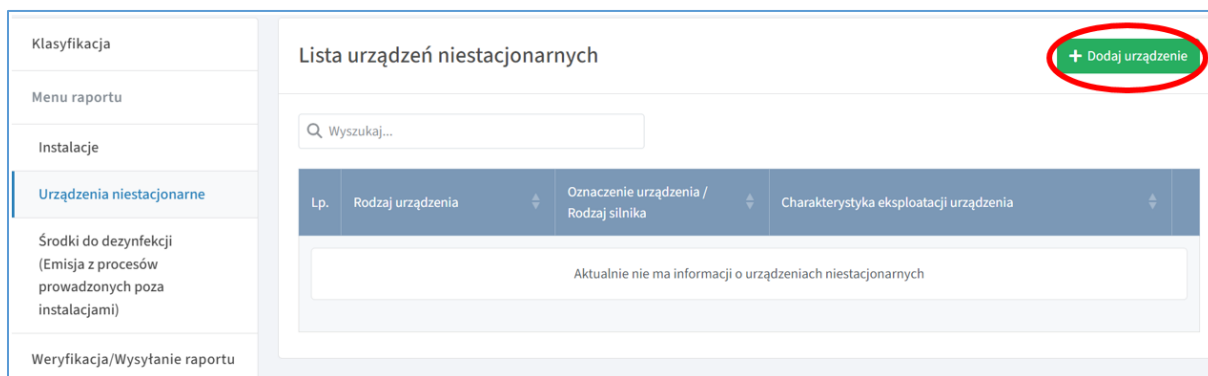 Klasyfikacja
Menu raportu
Instalacje
Urządzenia niestacjonarne
Środki do dezynfekcji
(Emisja z procesów
prowadzonych poza
instalacjami)
Weryfikacja/Wysyłanie raportu
Lista urządzeń niestacjonarnych
+ Dodaj urządzenie
Wyszukaj...
Lp.
Rodzaj urządzenia
Oznaczenie urządzenia /
Rodzaj silnika
Charakterystyka eksploatacji urządzenia
Aktualnie nie ma informacji o urządzeniach niestacjonarnych